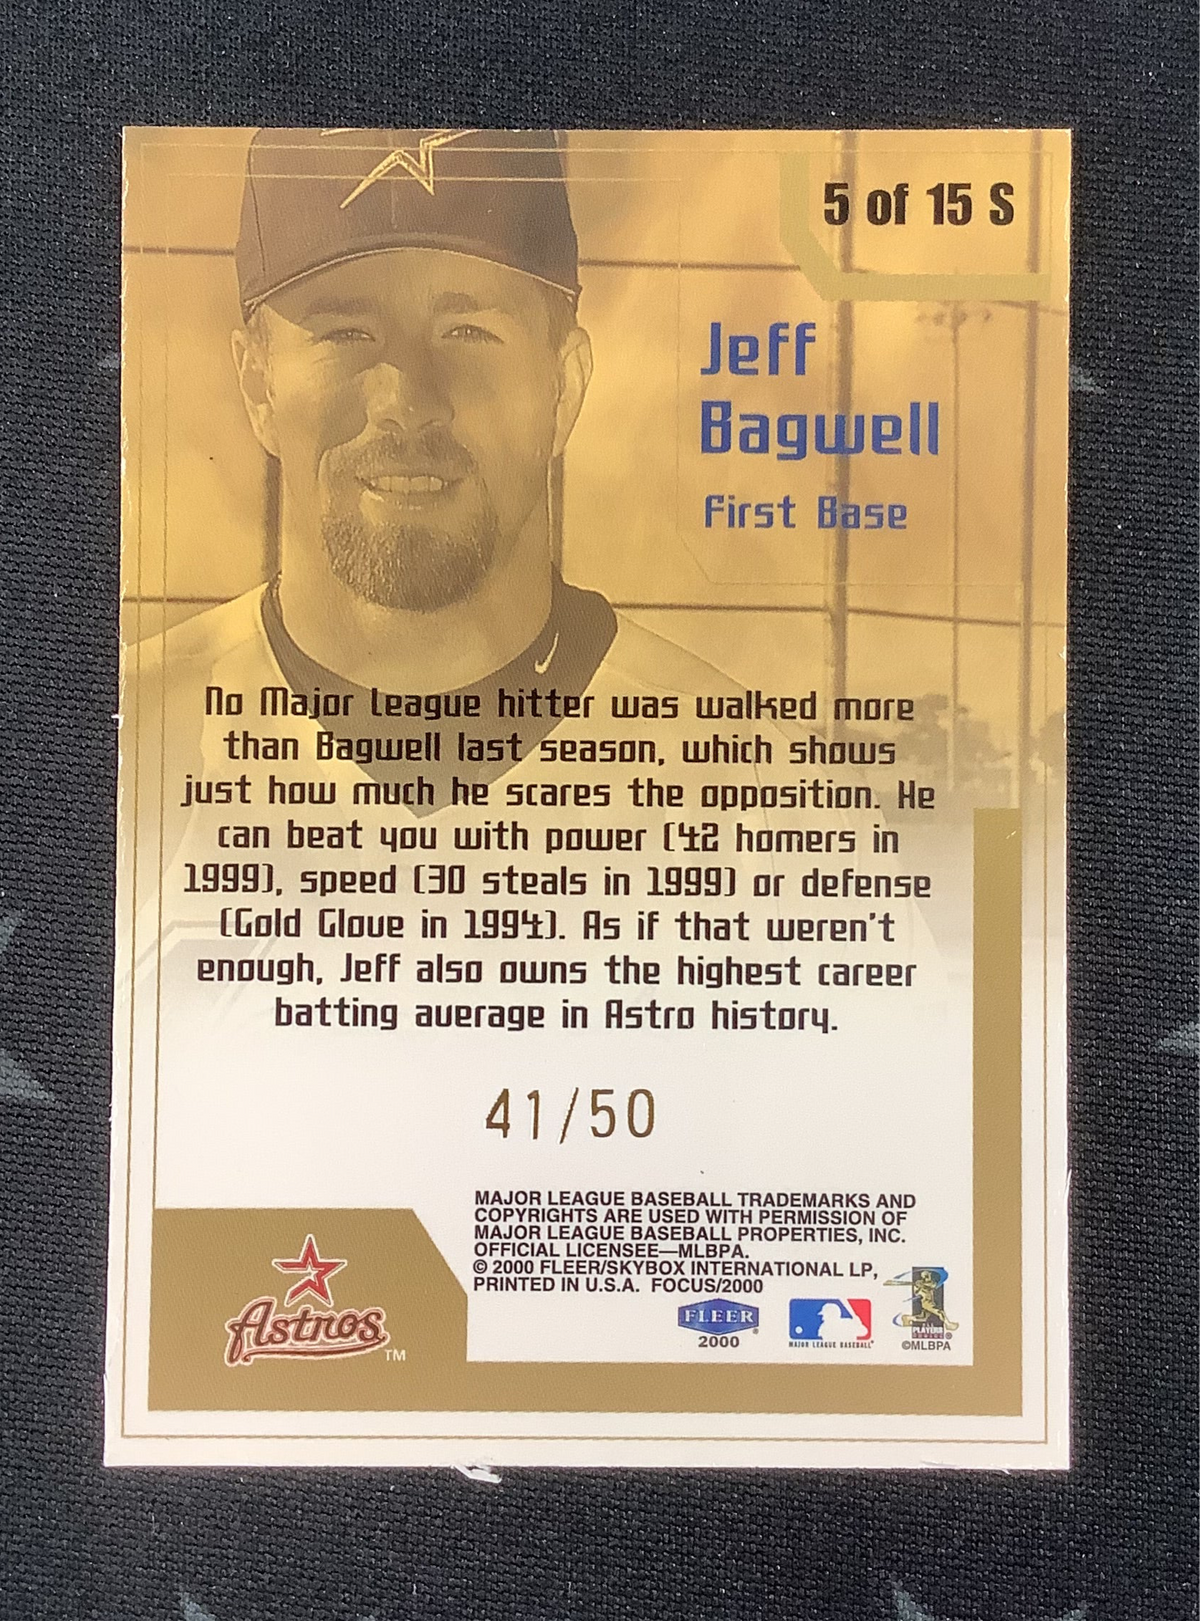 5 of 15 S
Jeff
Bagwell
First Base
No Major League hitter was walked more
than Bagwell last season, which shows
just how much he scares the opposition. He
can beat you with power (42 homers in
1999), speed (30 steals in 1999) or defense
(Gold Glove in 1994). As if that weren't
enough, Jeff also owns the highest career
batting average in Astro history.
41/50
MAJOR LEAGUE BASEBALL TRADEMARKS AND
COPYRIGHTS ARE USED WITH PERMISSION OF
MAJOR LEAGUE BASEBALL PROPERTIES, INC.
OFFICIAL LICENSEE—MLBPA.
© 2000 FLEER/SKYBOX INTERNATIONAL LP,
PRINTED IN U.S.A. FOCUS/2000
Astros TM
FLEER ®
2000
MAJOR LEAGUE BASEBALL
PLAYERS
©MLBPA